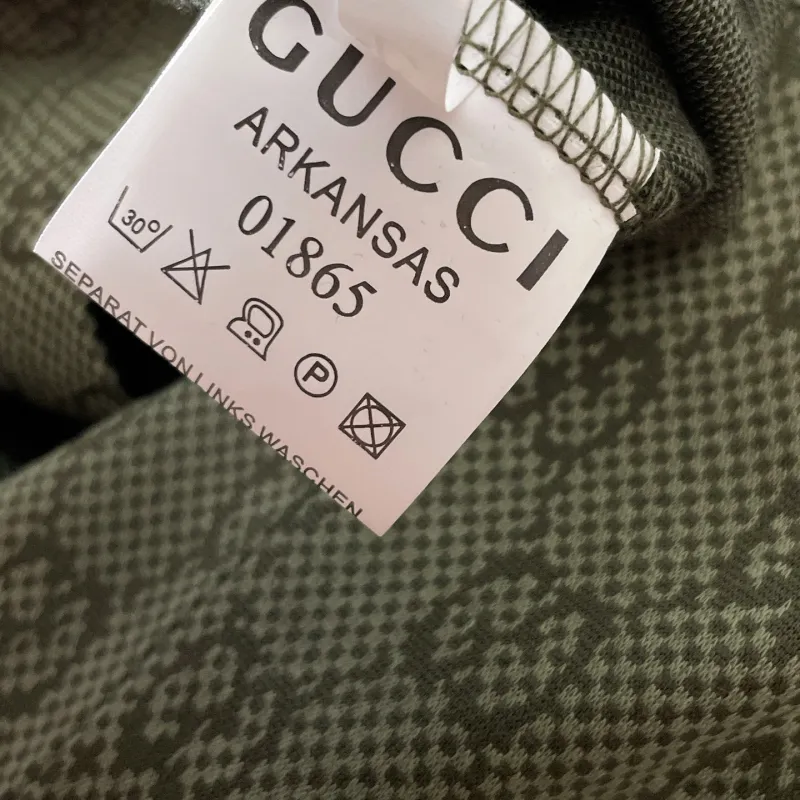 GUCCI
ARKANSAS
01865
30°
P
SEPARAT VON LINKS WASCHEN